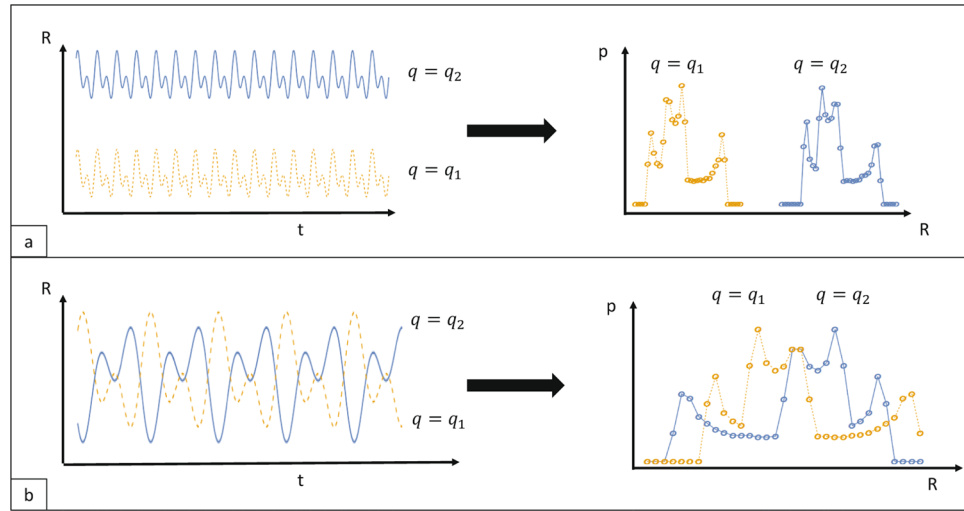 R
q = q₂
q = q₁
t
a
p
q = q₁
q = q₂
R
R
q = q₂
q = q₁
t
b
p
q = q₁
q = q₂
R